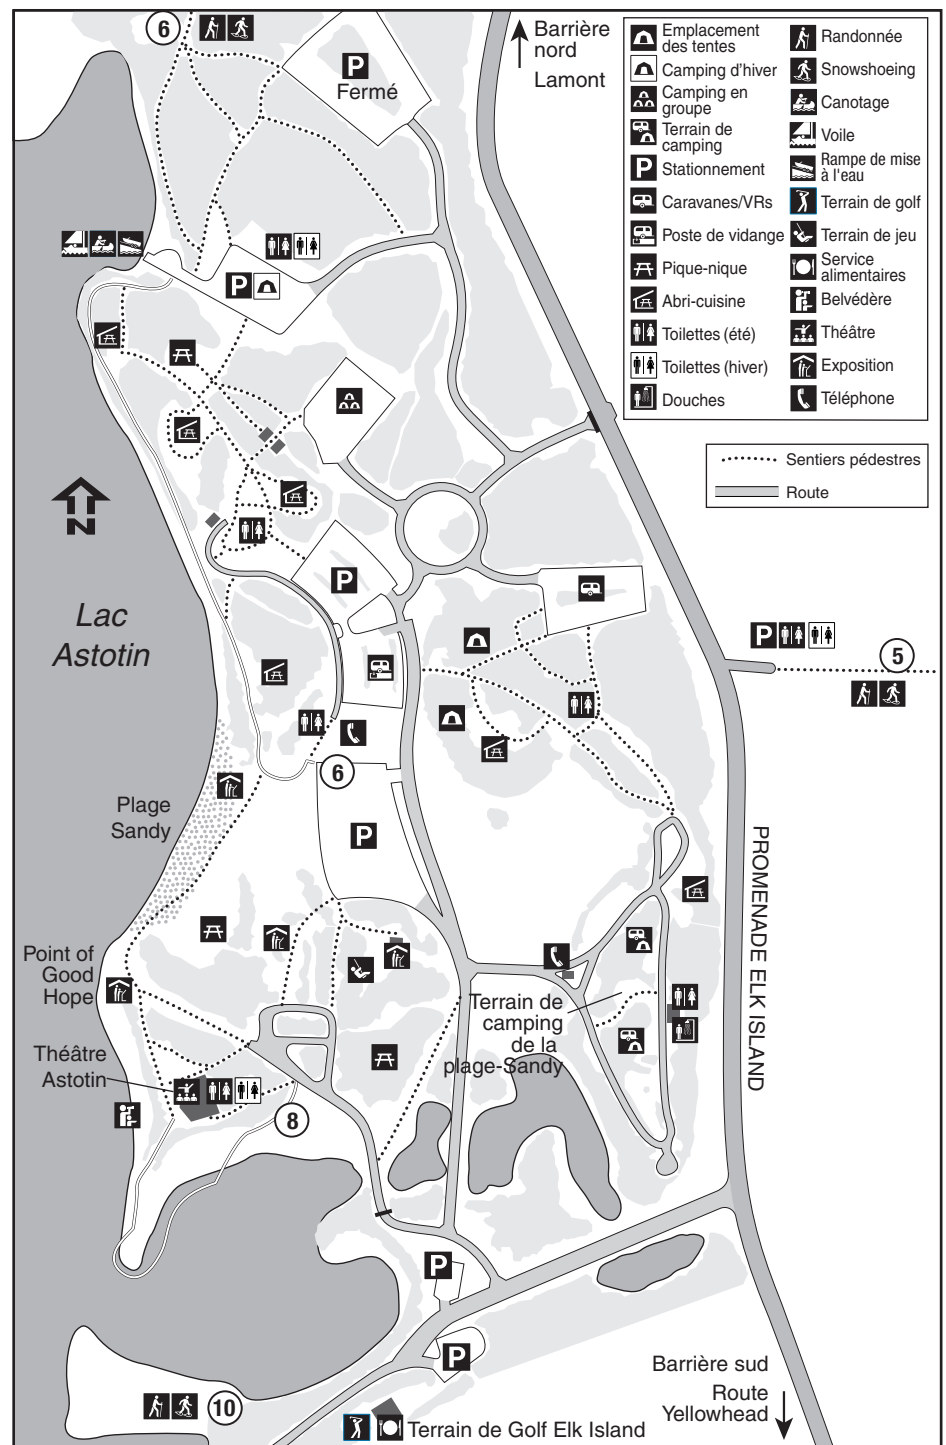 6
P
Fermé
Barrière
nord
Lamont
Emplacement
des tentes
Camping d'hiver
Camping en
groupe
Terrain de
camping
P Stationnement
Caravanes/VRs
Poste de vidange
Pique-nique
Abri-cuisine
Toilettes (été)
Toilettes (hiver)
Douches
Randonnée
Snowshoeing
Canotage
Voile
Rampe de mise
à l'eau
Terrain de golf
Terrain de jeu
Service
alimentaires
Belvédère
Théâtre
Exposition
Téléphone
Sentiers pédestres
Route
P
N
P
Lac
Astotin
P
5
6
Plage
Sandy
P
PROMENADE ELK ISLAND
Point of
Good
Hope
Terrain de
camping
de la
plage-Sandy
Théâtre
Astotin
8
P
P
Barrière sud
Route
Yellowhead
10
Terrain de Golf Elk Island